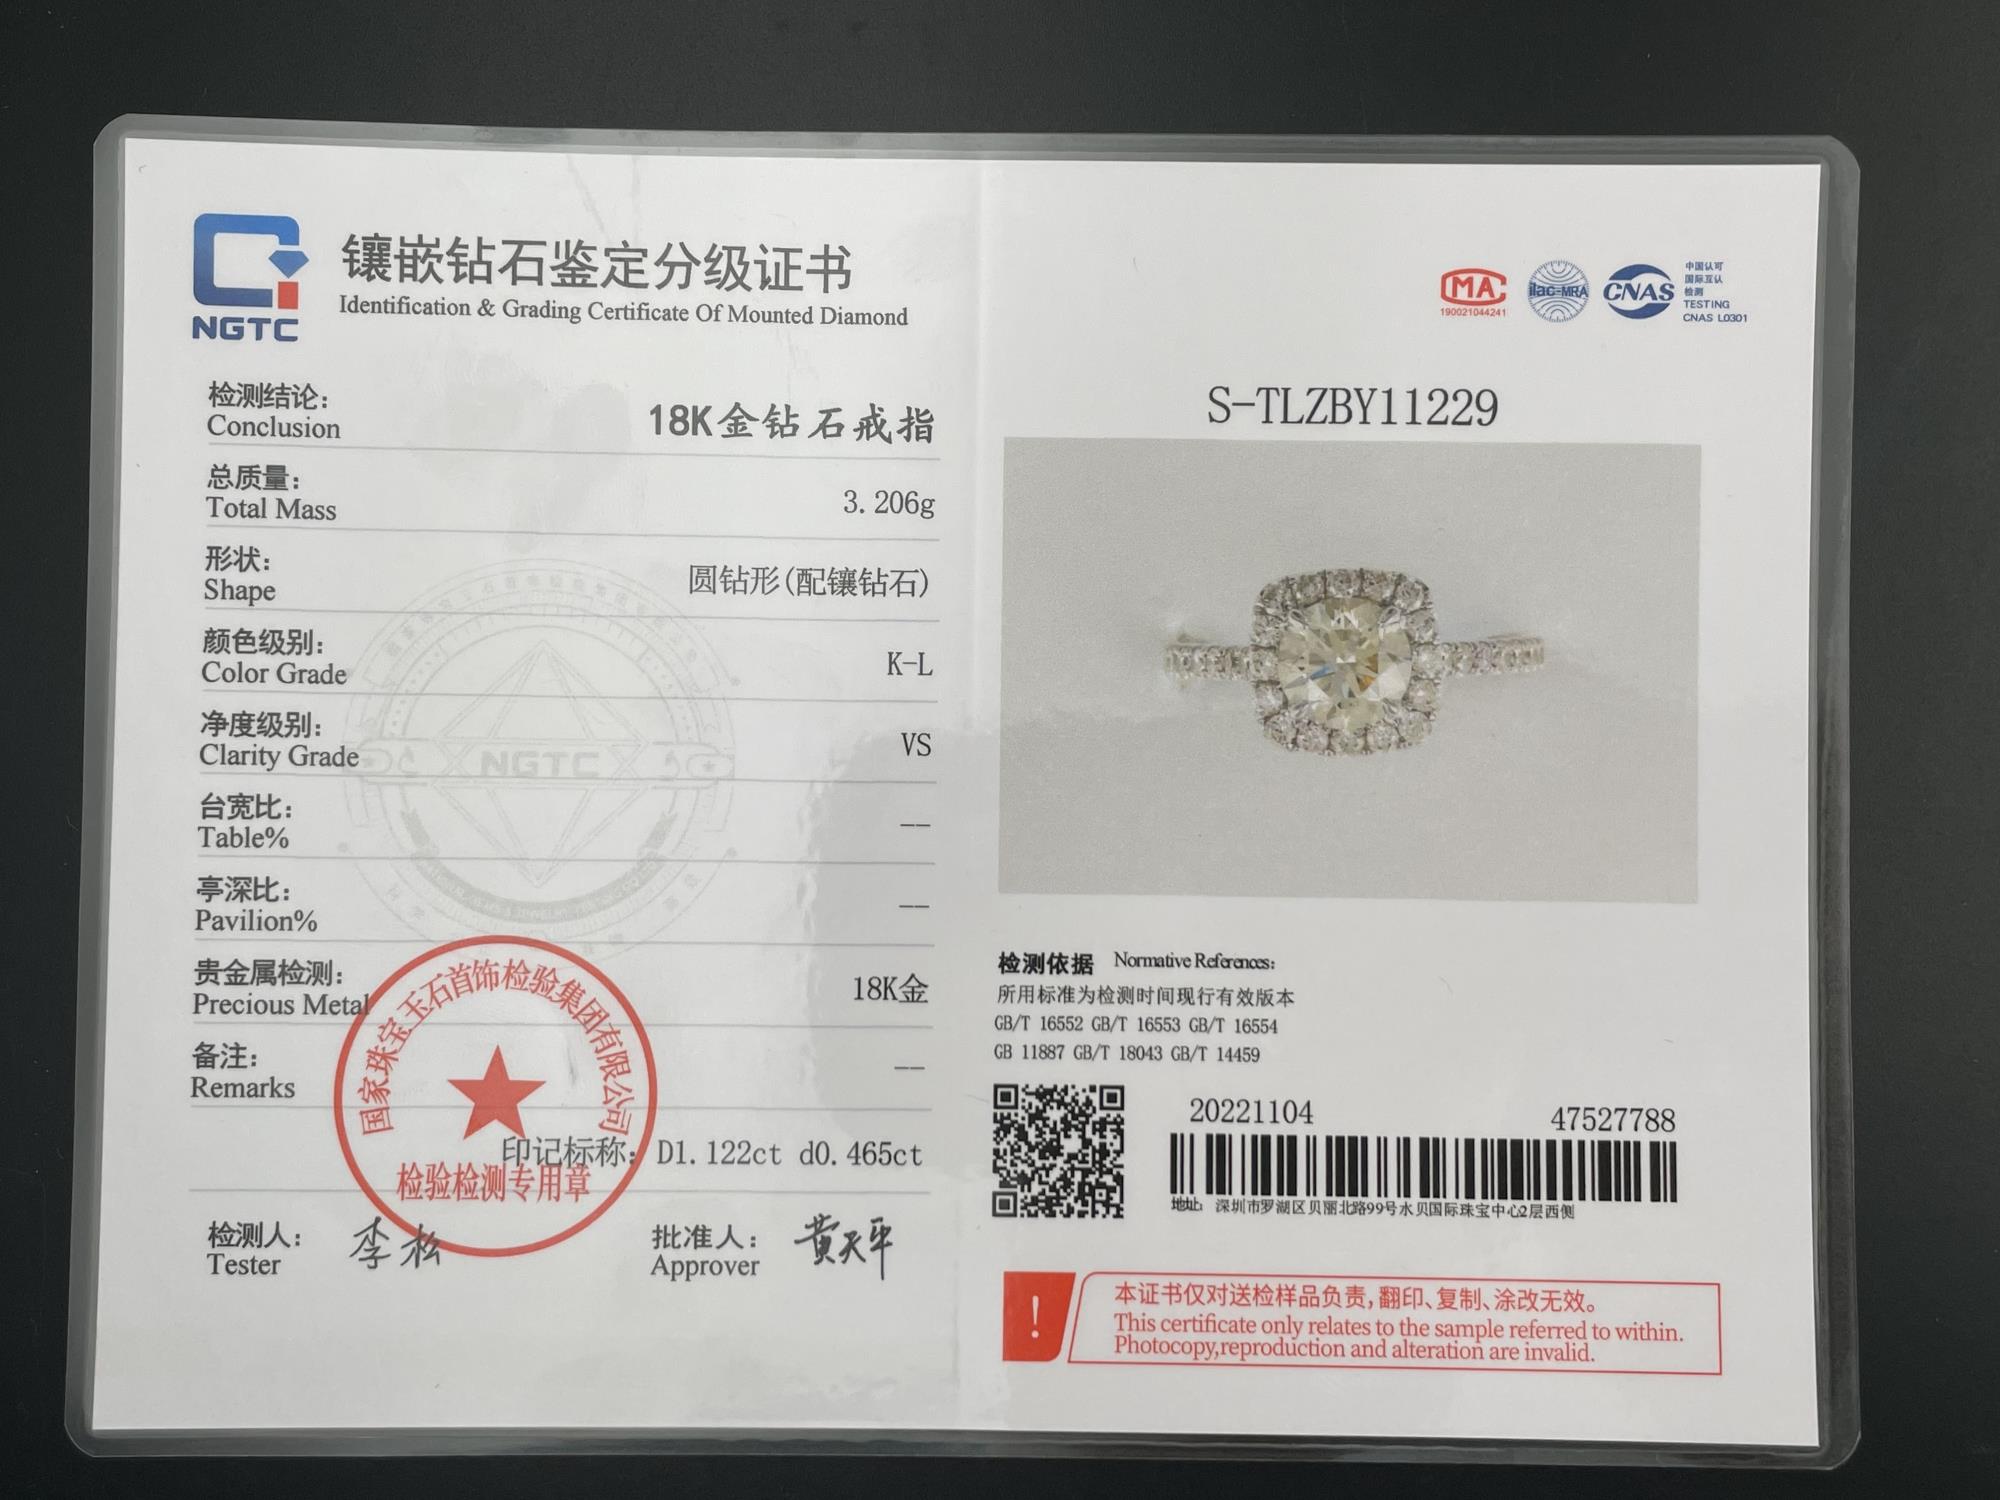 NGTC
镶嵌钻石鉴定分级证书
Identification & Grading Certificate Of Mounted Diamond
检测结论:
Conclusion
18K金钻石戒指
总质量:
Total Mass
3.206g
形状:
Shape
圆钻形(配镶钻石)
颜色级别:
Color Grade
K-L
净度级别:
Clarity Grade
VS
台宽比:
Table%
--
亭深比:
Pavilion%
--
贵金属检测:
Precious Metal
18K金
备注:
Remarks
--
印记标称: D1.122ct d0.465ct
NGTC
国家珠宝玉石首饰检验集团有限公司
检验检测专用章
检测人:
Tester
李松
批准人:
Approver
黄天平
MA
190021044241
ilac-MRA
CNAS
中国认可
国际互认
检测
TESTING
CNAS L0301
S-TLZBY11229
检测依据 Normative References:
所用标准为检测时间现行有效版本
GB/T 16552 GB/T 16553 GB/T 16554
GB 11887 GB/T 18043 GB/T 14459
20221104 47527788
地址: 深圳市罗湖区贝丽北路99号水贝国际珠宝中心2层西侧
!
本证书仅对送检样品负责,翻印、复制、涂改无效。
This certificate only relates to the sample referred to within.
Photocopy,reproduction and alteration are invalid.